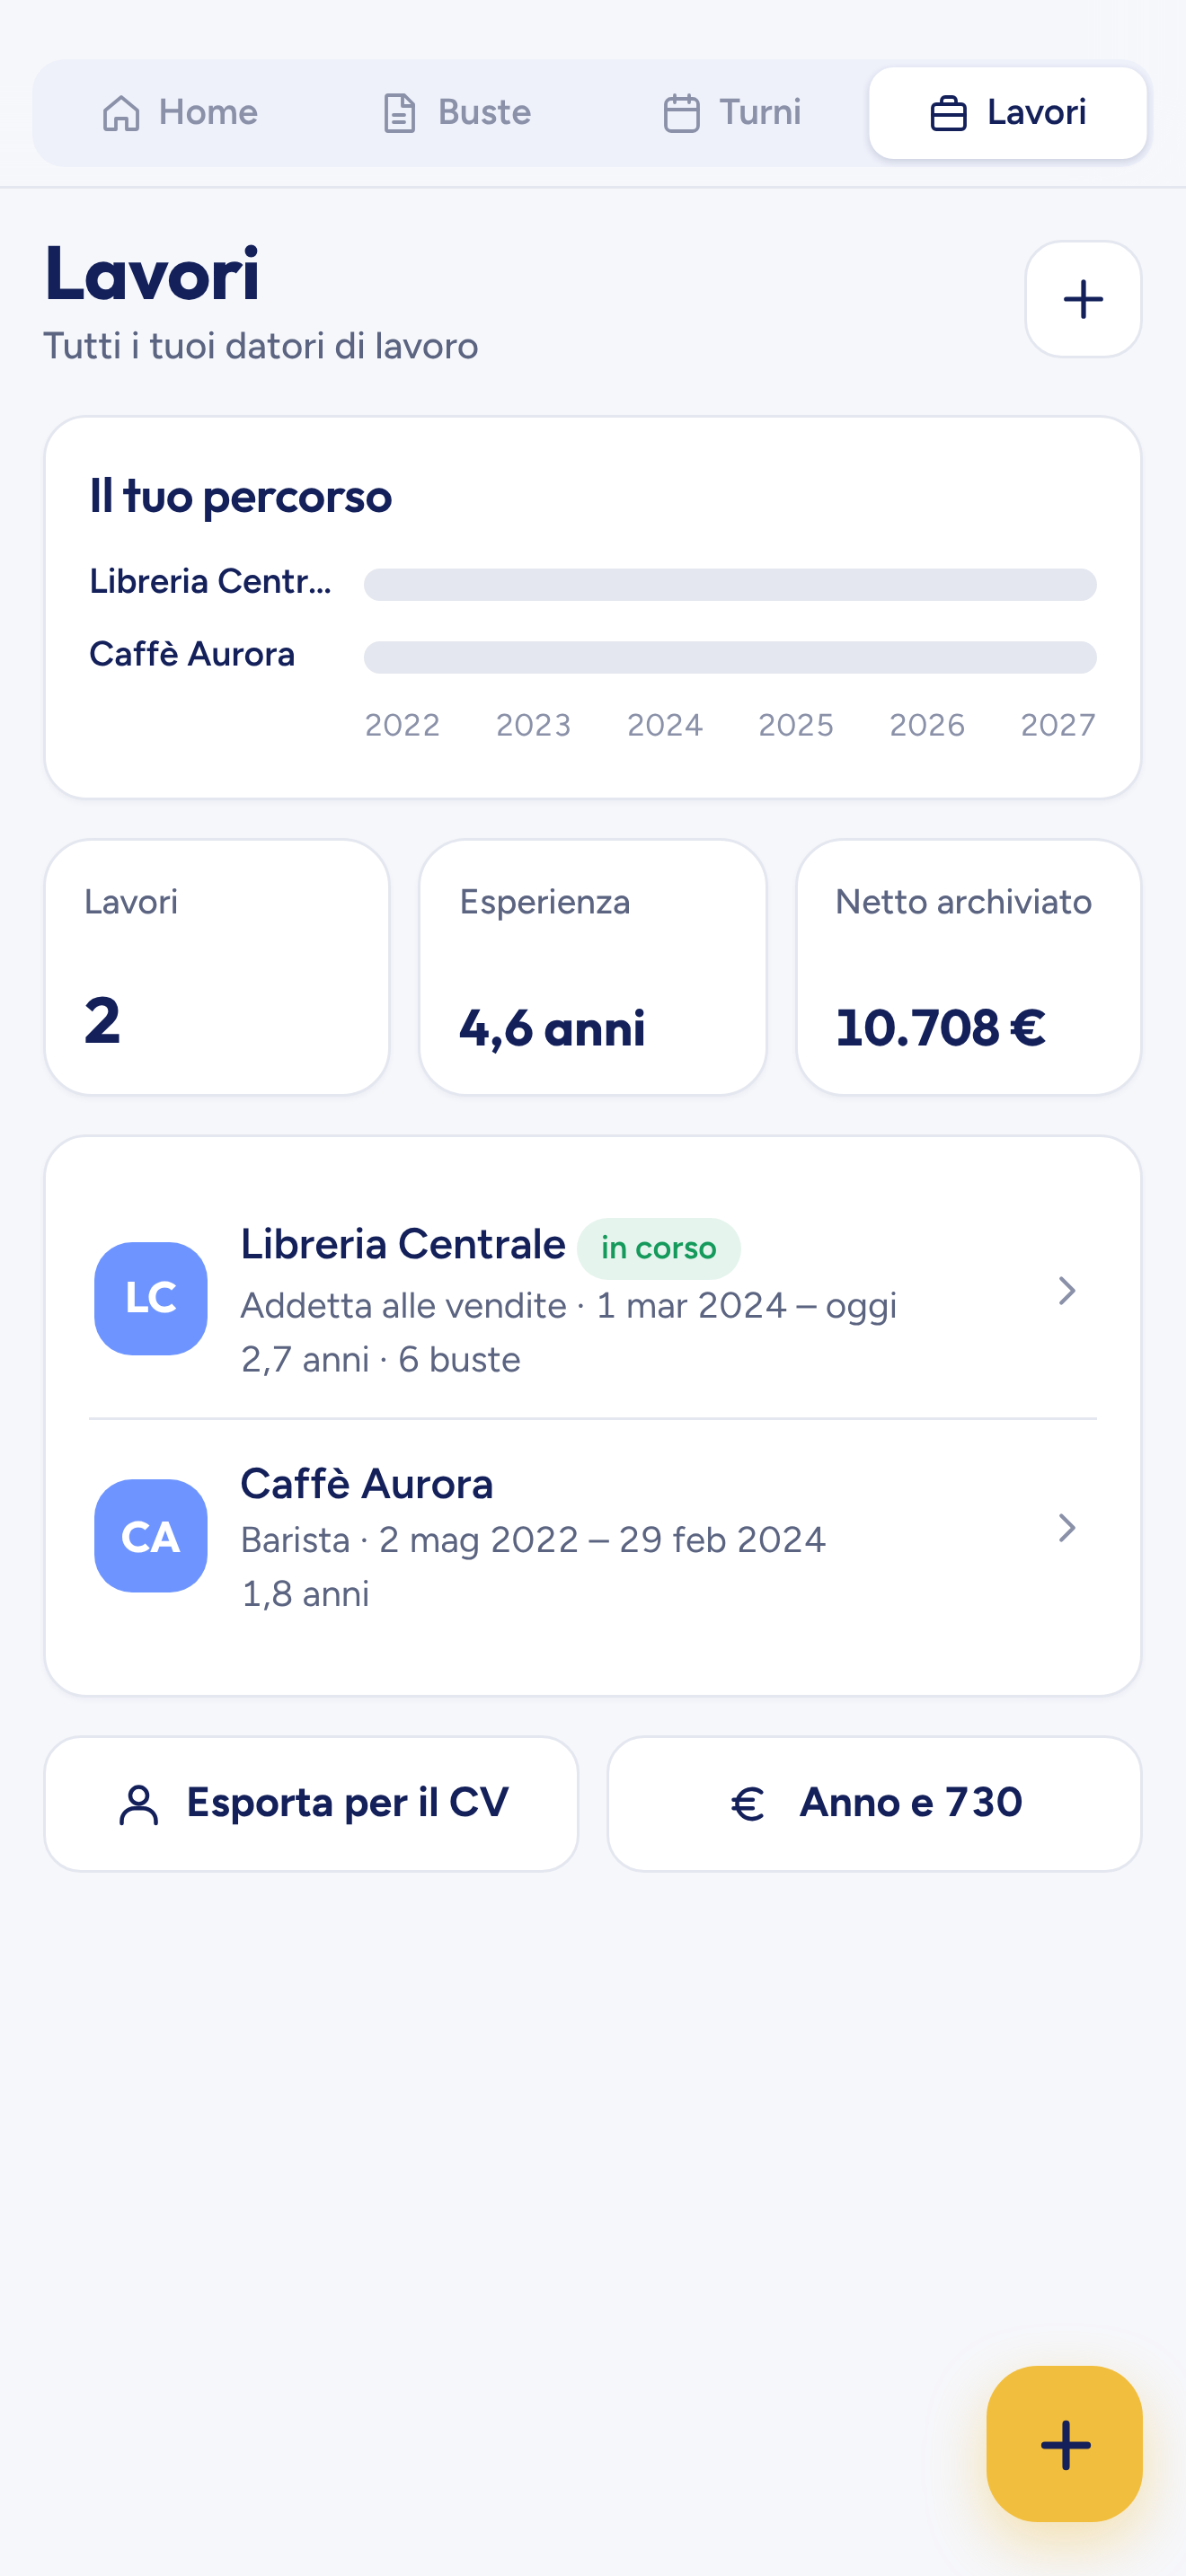 Home Buste Turni Lavori
Lavori
Tutti i tuoi datori di lavoro
Il tuo percorso
Libreria Centr...
Caffè Aurora
2022 2023 2024 2025 2026 2027
Lavori Esperienza Netto archiviato
2 4,6 anni 10.708 €
LC
Libreria Centrale in corso
Addetta alle vendite · 1 mar 2024 – oggi
2,7 anni · 6 buste
CA
Caffè Aurora
Barista · 2 mag 2022 – 29 feb 2024
1,8 anni
Esporta per il CV
€ Anno e 730